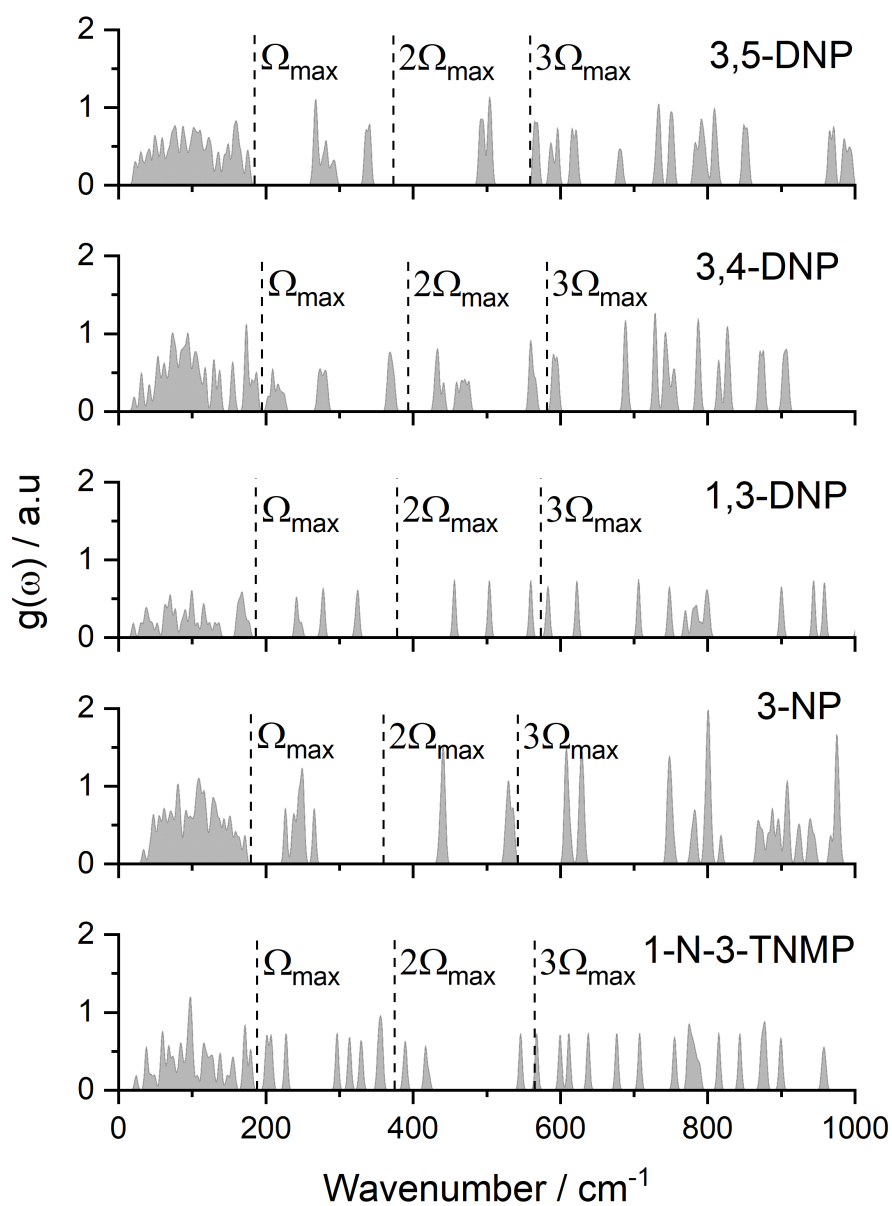 2
Ωmax
2Ωmax
3Ωmax
3,5-DNP
1
0
2
Ωmax
2Ωmax
3Ωmax
3,4-DNP
1
0
2
Ωmax
2Ωmax
3Ωmax
1,3-DNP
1
0
2
Ωmax
2Ωmax
3Ωmax
3-NP
1
0
2
Ωmax
2Ωmax
3Ωmax
1-N-3-TNMP
1
0
g(ω) / a.u
0 200 400 600 800 1000
Wavenumber / cm-1